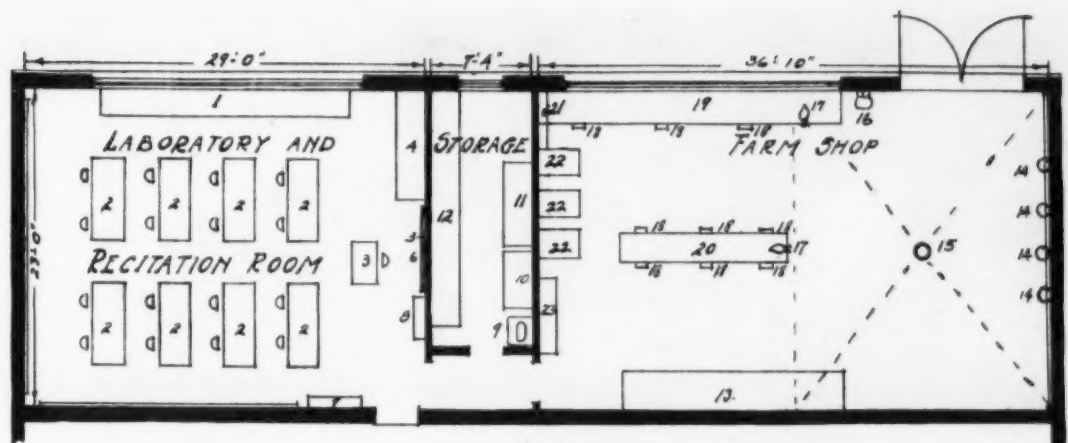 29'-0" 7'-4" 36'-10"
1 21 19 17 16
18 18 18
LABORATORY AND STORAGE FARM SHOP
4 22 14
2 2 2 2 12 11 22 14
23'-0" 3 18 18 18
RECITATION ROOM 3 6 22 20 17 15 14
18 18 18
10 14
2 2 2 2 8 9 23
7 13